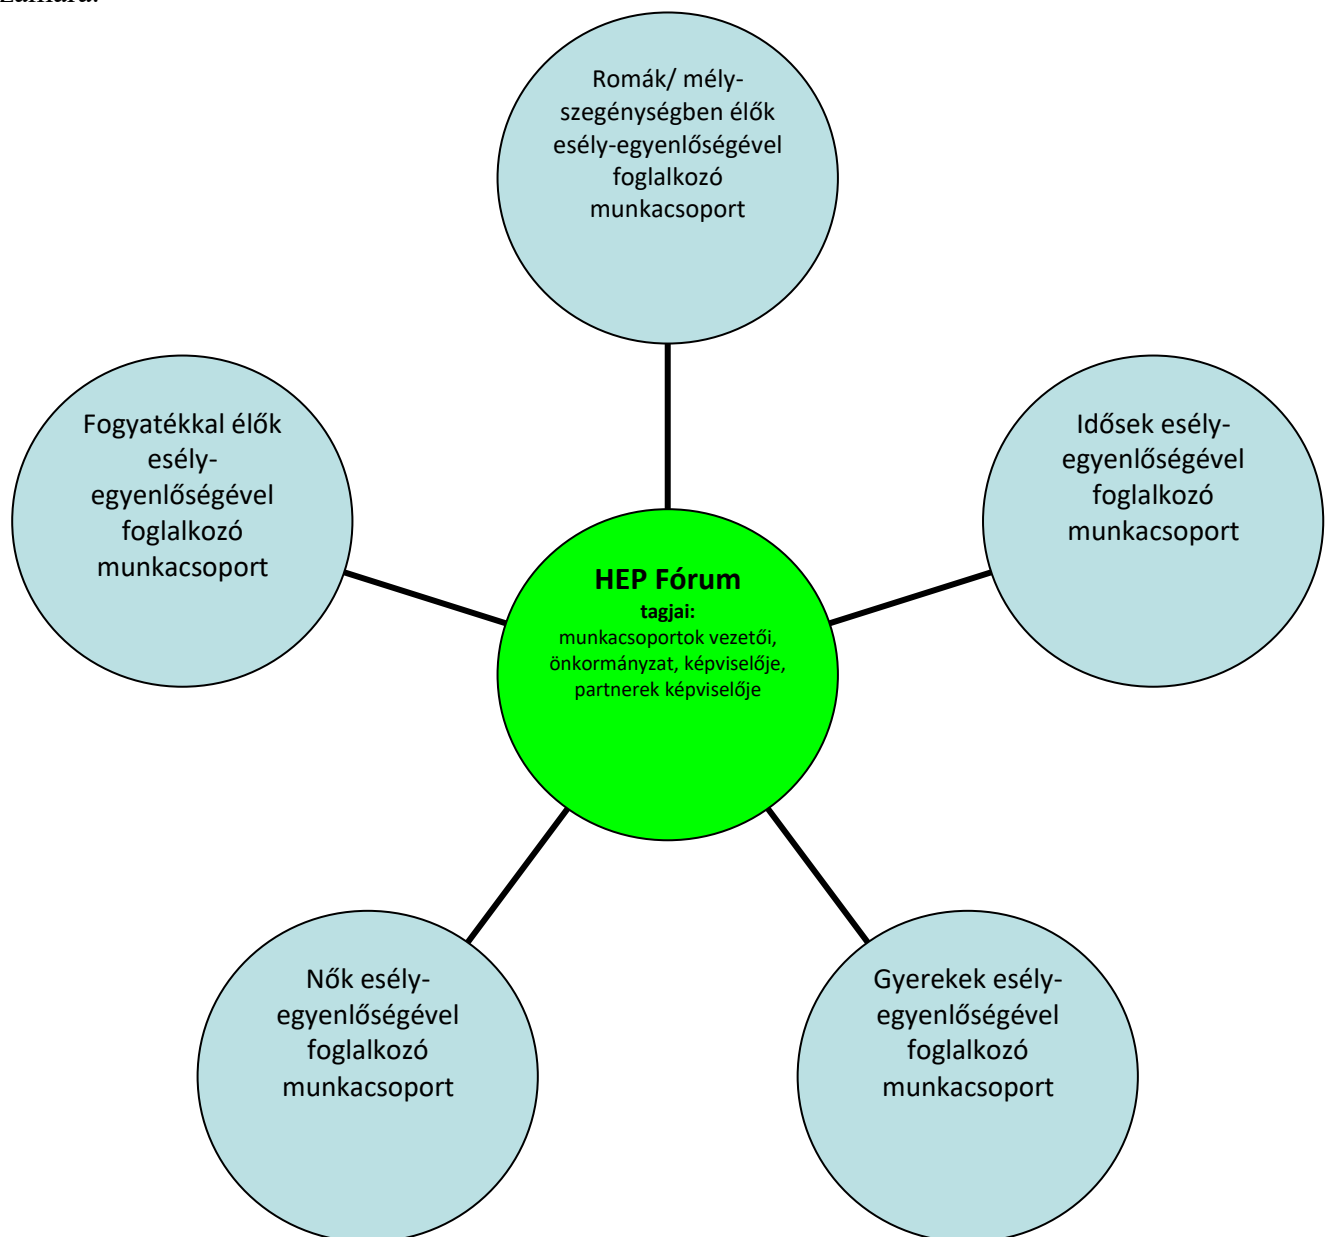 Romák/ mély-
szegénységben élők
esély-egyenlőségével
foglalkozó
munkacsoport
Fogyatékkal élők
esély-
egyenlőségével
foglalkozó
munkacsoport
Idősek esély-
egyenlőségével
foglalkozó
munkacsoport
HEP Fórum
tagjai:
munkacsoportok vezetői,
önkormányzat, képviselője,
partnerek képviselője
Nők esély-
egyenlőségével
foglalkozó
munkacsoport
Gyerekek esély-
egyenlőségével
foglalkozó
munkacsoport